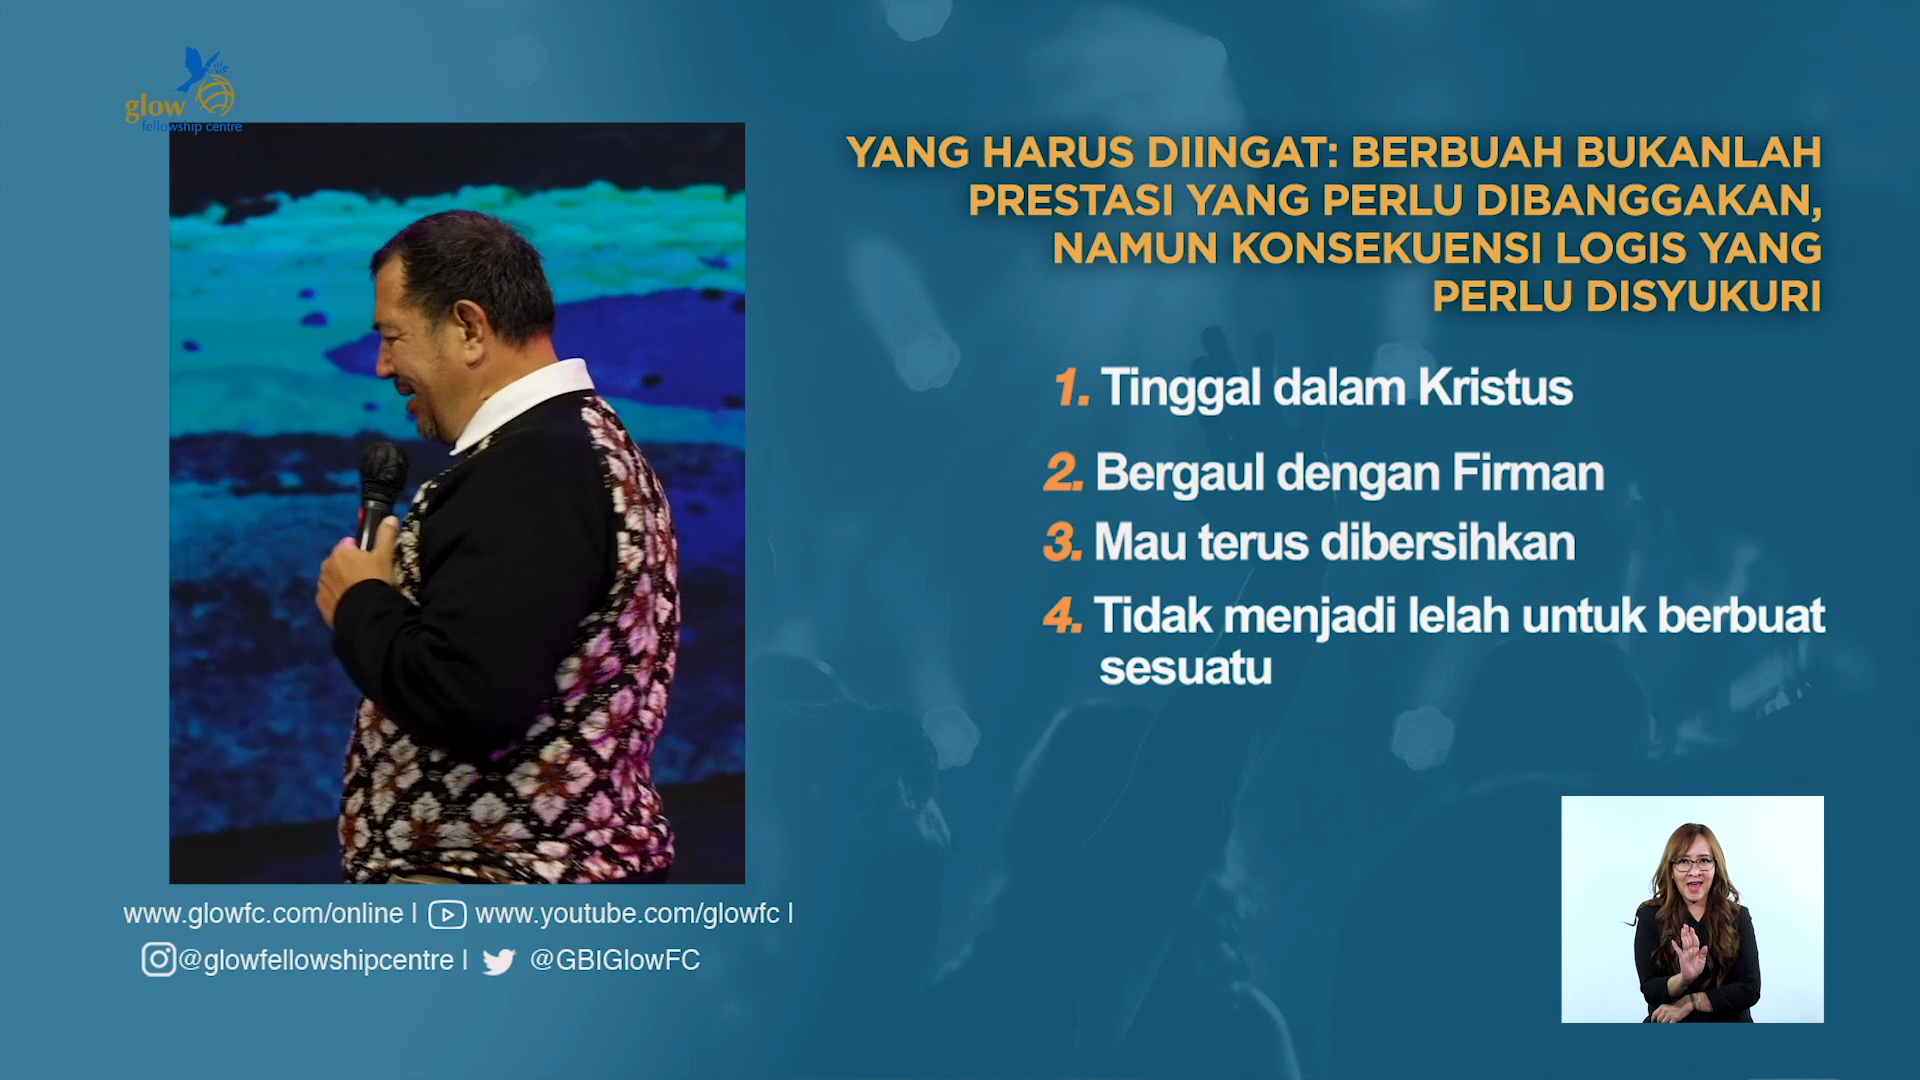 glow
fellowship centre
YANG HARUS DIINGAT: BERBUAH BUKANLAH
PRESTASI YANG PERLU DIBANGGAKAN,
NAMUN KONSEKUENSI LOGIS YANG
PERLU DISYUKURI
1. Tinggal dalam Kristus
2. Bergaul dengan Firman
3. Mau terus dibersihkan
4. Tidak menjadi lelah untuk berbuat
sesuatu
www.glowfc.com/online | www.youtube.com/glowfc |
@glowfellowshipcentre | @GBIGlowFC